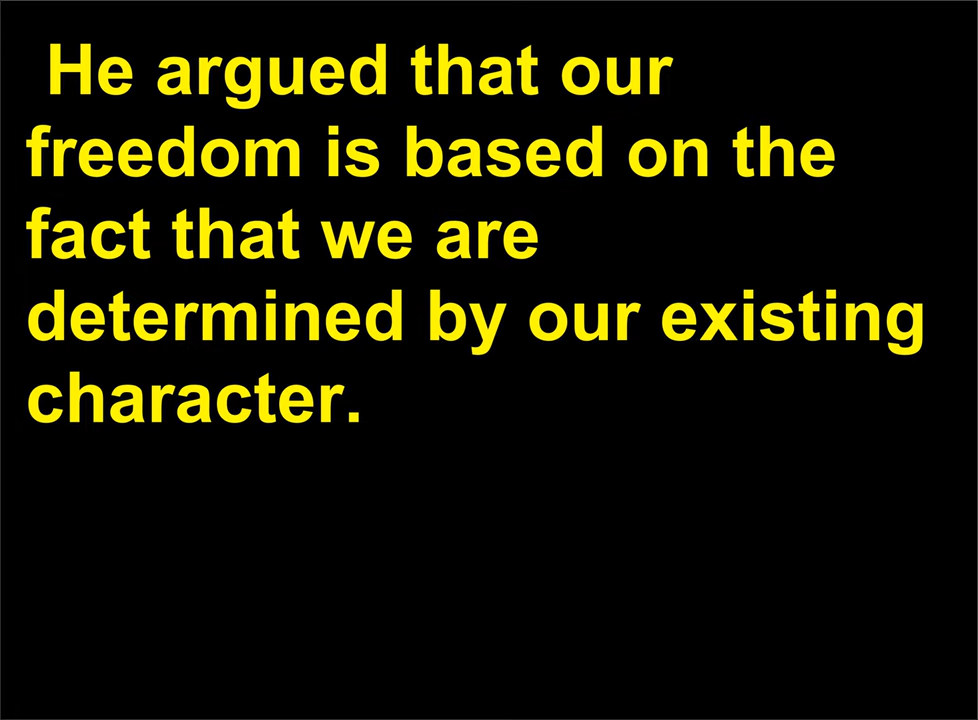 He argued that our
freedom is based on the
fact that we are
determined by our existing
character.